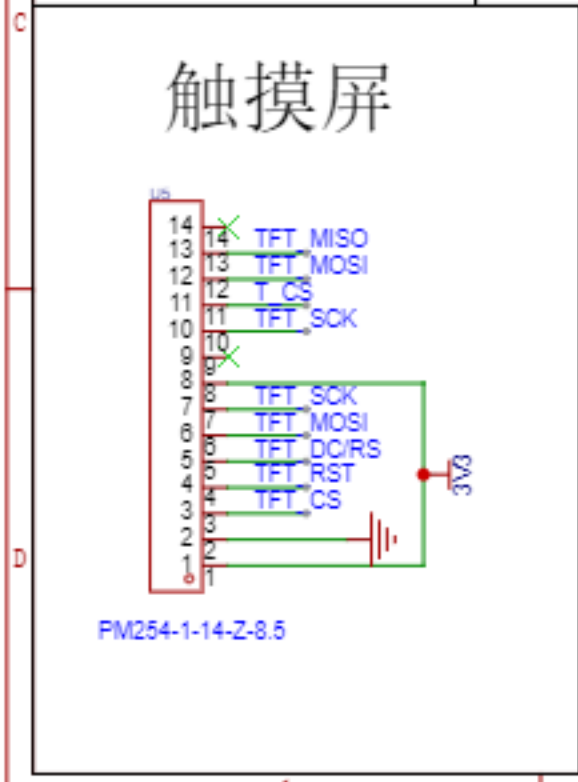 C
触摸屏
U5
14
14
13 TFT_MISO
13
12 TFT_MOSI
12
11 T_CS
11
10 TFT_SCK
10
9
9
8
8
7 TFT_SCK
7
6 TFT_MOSI
6
5 TFT_DC/RS
5
4 TFT_RST
4
3 TFT_CS
3
2
2
1
1
3V3
D
PM254-1-14-Z-8.5